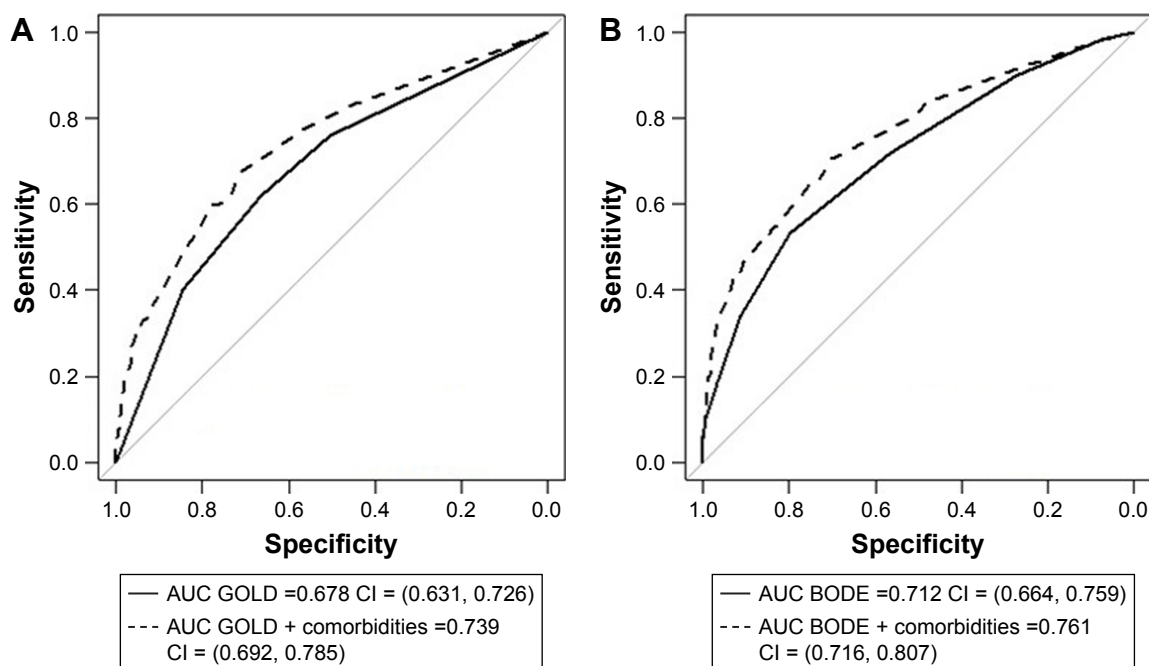 A
1.0
0.8
0.6
0.4
0.2
0.0
Sensitivity
1.0 0.8 0.6 0.4 0.2 0.0
Specificity
AUC GOLD =0.678 CI = (0.631, 0.726)
AUC GOLD + comorbidities =0.739
CI = (0.692, 0.785)
B
1.0
0.8
0.6
0.4
0.2
0.0
Sensitivity
1.0 0.8 0.6 0.4 0.2 0.0
Specificity
AUC BODE =0.712 CI = (0.664, 0.759)
AUC BODE + comorbidities =0.761
CI = (0.716, 0.807)